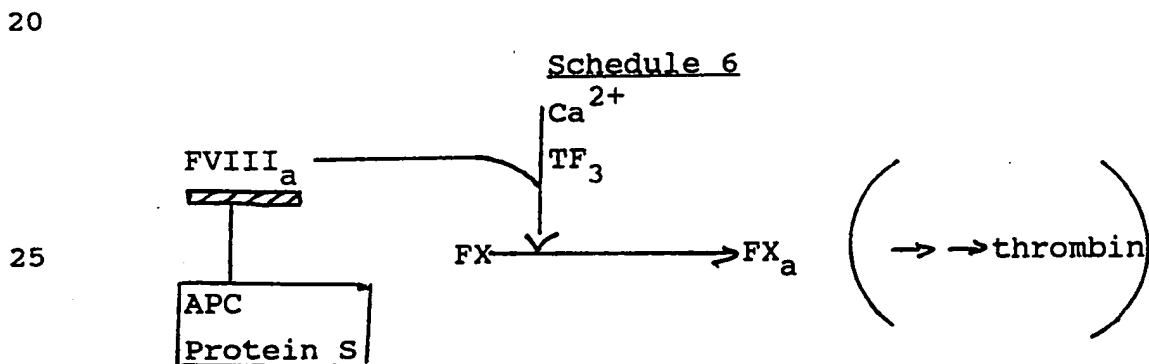 20
Schedule 6
Ca2+
FVIIIa TF3
25 FX FXa thrombin
APC
Protein S